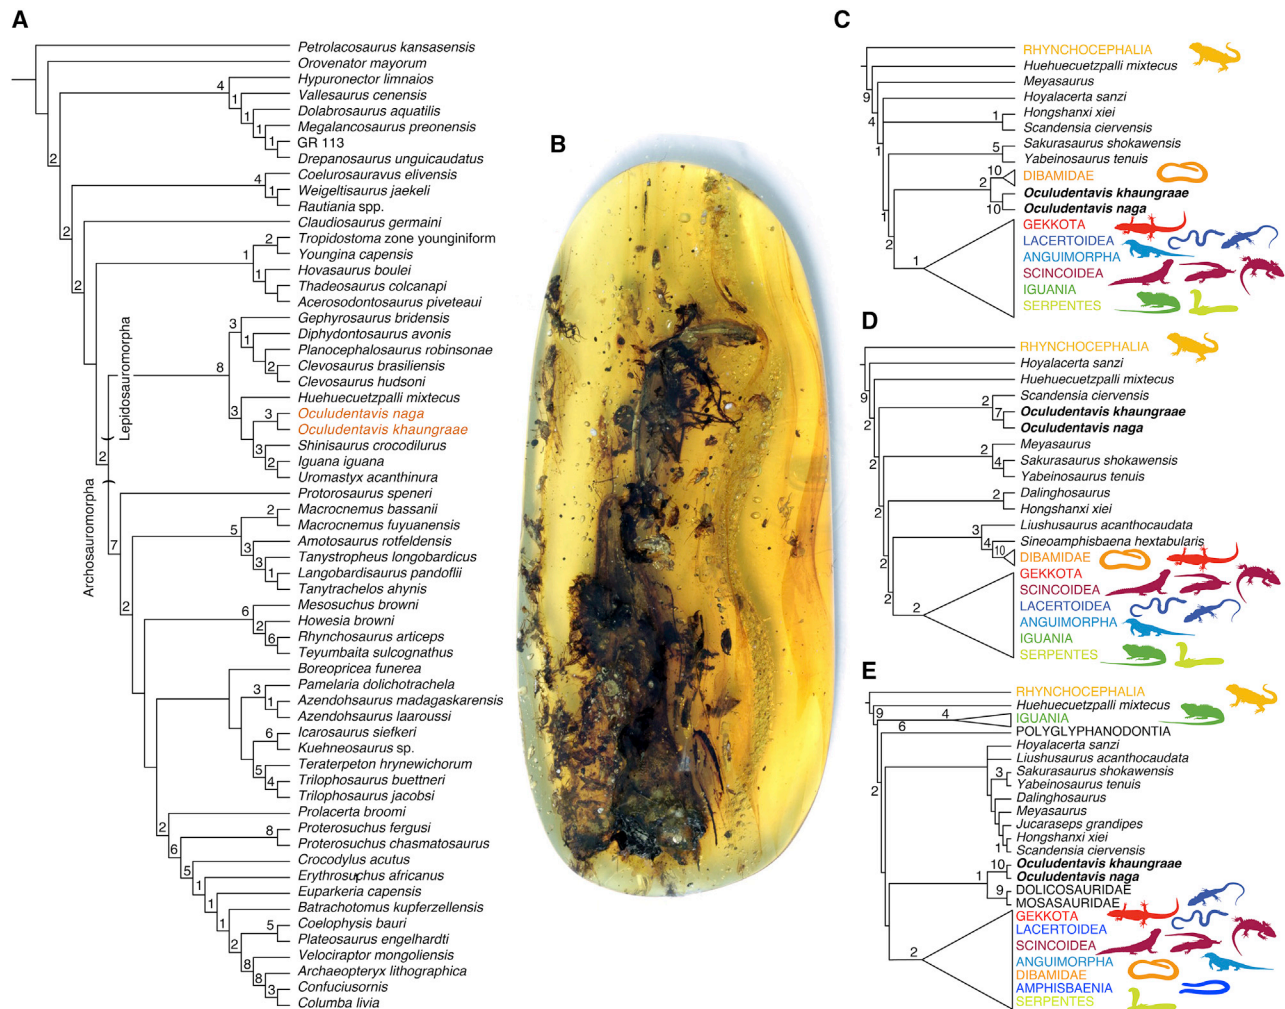 A
Petrolacosaurus kansasensis
Orovenator mayorum
Hypuronector limnaios
4
Vallesaurus cenensis
1
Dolabrosaurus aquatilis
1
Megalancosaurus preonensis
1
GR 113
1
Drepanosaurus unguicaudatus
2
Coelurosauravus elivensis
4
Weigeltisaurus jaekeli
Rautiania spp.
Claudiosaurus germaini
2
Tropidostoma zone younginiform
2
Youngina capensis
1
Hovasaurus boulei
1
Thadeosaurus colcanapi
2
Acerosodontosaurus piveteaui
Gephyrosaurus bridensis
3
Diphydontosaurus avonis
1
Planocephalosaurus robinsonae
Clevosaurus brasiliensis
2
8
Clevosaurus hudsoni
Huehuecuetzpalli mixtecus
3
Oculudentavis naga
3
Oculudentavis khaungraae
Shinisaurus crocodilurus
3
Iguana iguana
2
Uromastyx acanthinura
Lepidosauromorpha
2
Archosauromorpha
Protorosaurus speneri
Macrocnemus bassanii
2
Macrocnemus fuyuanensis
5
Amotosaurus rotfeldensis
3
7
Tanystropheus longobardicus
3
Langobardisaurus pandolfii
1
Tanytrachelos ahynis
Mesosuchus browni
6
2
Howesia browni
2
Rhynchosaurus articeps
6
Teyumbaita sulcognathus
Boreopricea funerea
Pamelaria dolichotrachela
3
Azendohsaurus madagaskarensis
1
Azendohsaurus laaroussi
Icarosaurus siefkeri
6
Kuehneosaurus sp.
Teraterpeton hrynewichorum
5
Trilophosaurus buettneri
4
Trilophosaurus jacobsi
Prolacerta broomi
2
Proterosuchus fergusi
8
Proterosuchus chasmatosaurus
6
Crocodylus acutus
5
Erythrosuchus africanus
1
Euparkeria capensis
1
Batrachotomus kupferzellensis
1
Coelophysis bauri
5
Plateosaurus engelhardti
2
Velociraptor mongoliensis
8
Archaeopteryx lithographica
8
Confuciusornis
3
Columba livia
B
C
RHYNCHOCEPHALIA
Huehuecuetzpalli mixtecus
9
Meyasaurus
Hoyalacerta sanzi
4
Hongshanxi xiei
1
Scandensia ciervensis
1
Sakurasaurus shokawensis
5
Yabeinosaurus tenuis
10
DIBAMIDAE
2
Oculudentavis khaungraae
1
10
Oculudentavis naga
GEKKOTA
2
LACERTOIDEA
ANGUIMORPHA
1
SCINCOIDEA
IGUANIA
SERPENTES
D
RHYNCHOCEPHALIA
Hoyalacerta sanzi
Huehuecuetzpalli mixtecus
9
Scandensia ciervensis
2
Oculudentavis khaungraae
7
2
Oculudentavis naga
Meyasaurus
2
Sakurasaurus shokawensis
4
2
Yabeinosaurus tenuis
Dalinghosaurus
2
Hongshanxi xiei
2
Liushusaurus acanthocaudata
3
Sineoamphisbaena hextabularis
4
2
10
DIBAMIDAE
GEKKOTA
SCINCOIDEA
2
LACERTOIDEA
2
ANGUIMORPHA
IGUANIA
SERPENTES
E
RHYNCHOCEPHALIA
Huehuecuetzpalli mixtecus
9
4
IGUANIA
6
POLYGLYPHANODONTIA
Hoyalacerta sanzi
Liushusaurus acanthocaudata
3
Sakurasaurus shokawensis
Yabeinosaurus tenuis
2
Dalinghosaurus
Meyasaurus
Jucaraseps grandipes
Hongshanxi xiei
1
Scandensia ciervensis
10
Oculudentavis khaungraae
1
Oculudentavis naga
9
DOLICOSAURIDAE
MOSASAURIDAE
GEKKOTA
LACERTOIDEA
SCINCOIDEA
2
ANGUIMORPHA
DIBAMIDAE
AMPHISBAENIA
SERPENTES